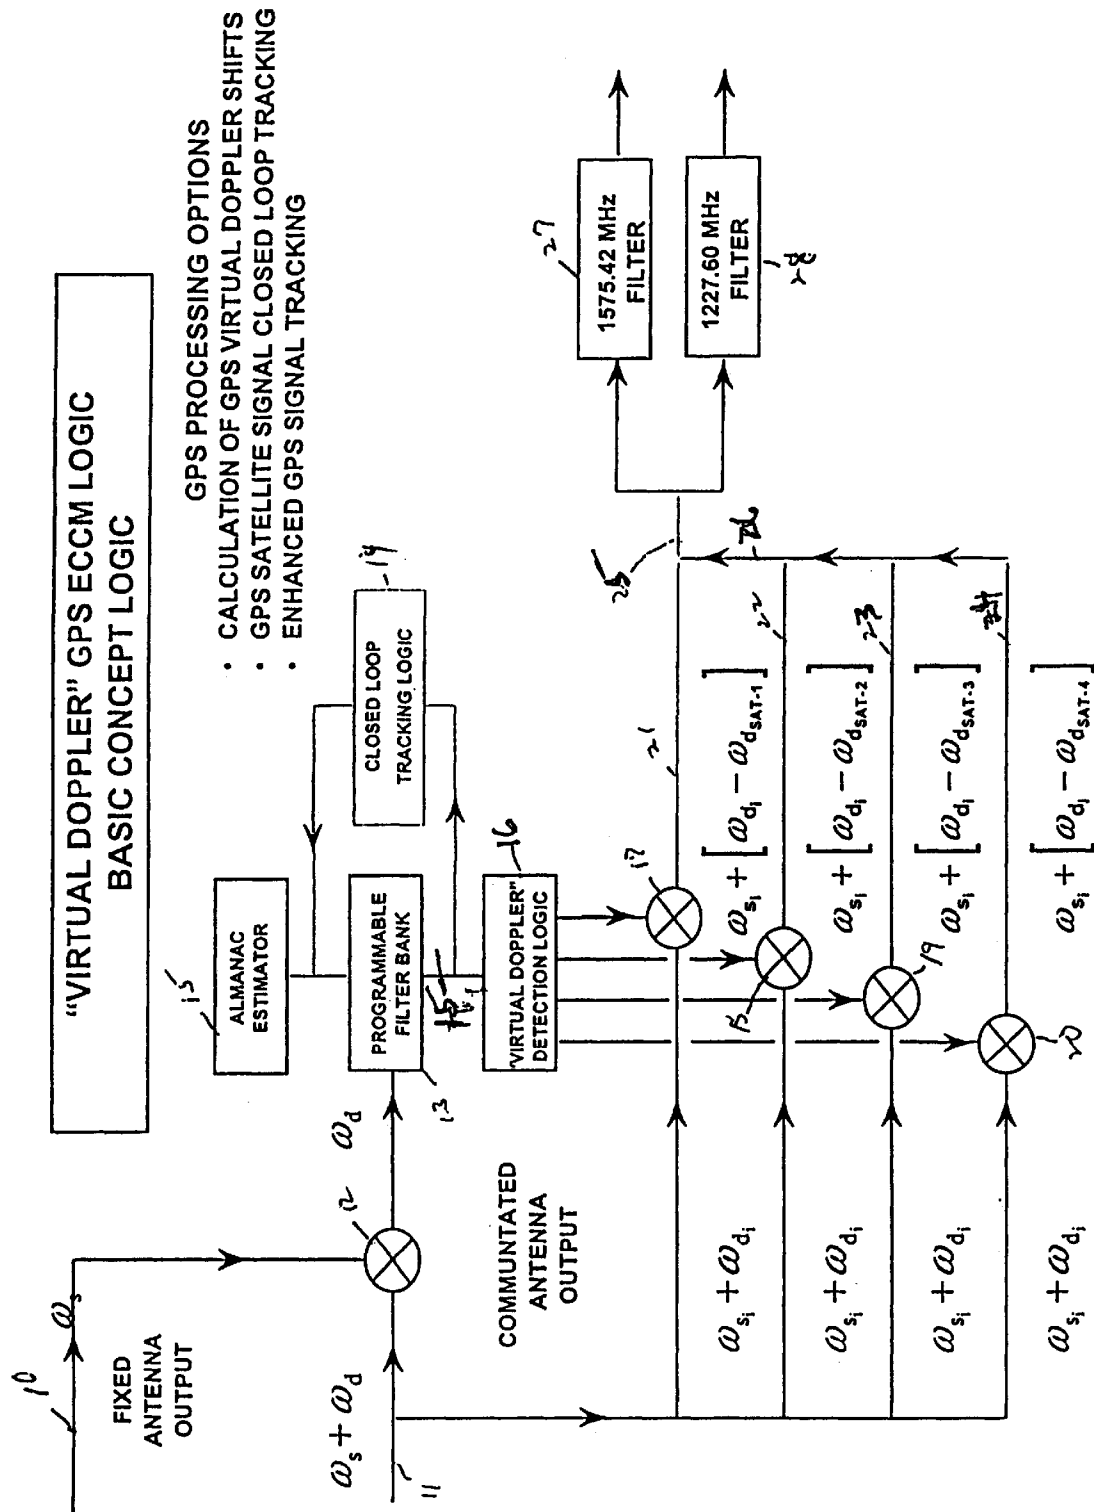 “VIRTUAL DOPPLER” GPS ECCM LOGIC
BASIC CONCEPT LOGIC
GPS PROCESSING OPTIONS
• CALCULATION OF GPS VIRTUAL DOPPLER SHIFTS
• GPS SATELLITE SIGNAL CLOSED LOOP TRACKING
• ENHANCED GPS SIGNAL TRACKING
10
ωs
FIXED
ANTENNA
OUTPUT
15
ALMANAC
ESTIMATOR
14
CLOSED LOOP
TRACKING LOGIC
ωs + ωd
11
12
ωd
PROGRAMMABLE
FILTER BANK
13
"VIRTUAL DOPPLER"
DETECTION LOGIC
16
COMMUNTATED
ANTENNA
OUTPUT
27
1575.42 MHz
FILTER
1227.60 MHz
FILTER
28
25
26
17
21
ωsi + ωdi
ωsi + [ωdi − ωdSAT-1]
22
ωsi + ωdi
ωsi + [ωdi − ωdSAT-2]
19
23
ωsi + ωdi
ωsi + [ωdi − ωdSAT-3]
20
ωsi + ωdi
ωsi + [ωdi − ωdSAT-4]